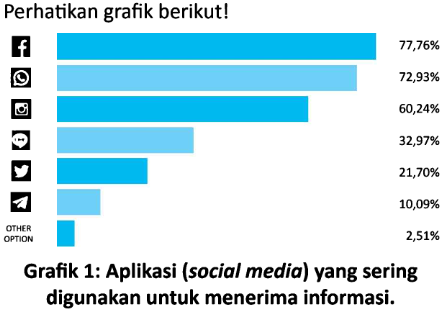 Perhatikan grafik berikut!
77,76%
72,93%
60,24%
32,97%
21,70%
10,09%
OTHER
OPTION
2,51%
Grafik 1: Aplikasi (social media) yang sering
digunakan untuk menerima informasi.